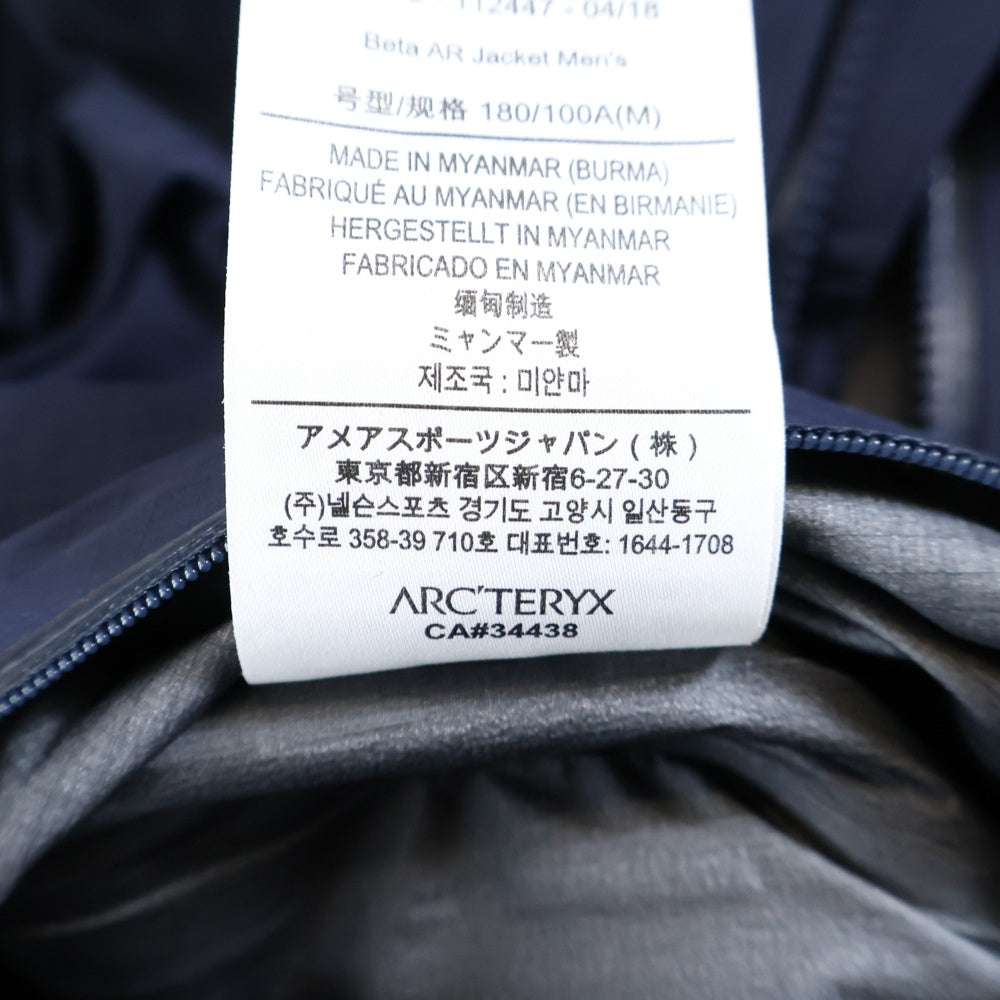 - 112447 - 04/18
Beta AR Jacket Men's
号型/规格 180/100A(M)
MADE IN MYANMAR (BURMA)
FABRIQUÉ AU MYANMAR (EN BIRMANIE)
HERGESTELLT IN MYANMAR
FABRICADO EN MYANMAR
缅甸制造
ミャンマー製
제조국 : 미얀마
アメアスポーツジャパン ( 株 )
東京都新宿区新宿6-27-30
(주)넬슨스포츠 경기도 고양시 일산동구
호수로 358-39 710호 대표번호: 1644-1708
ARC'TERYX
CA#34438